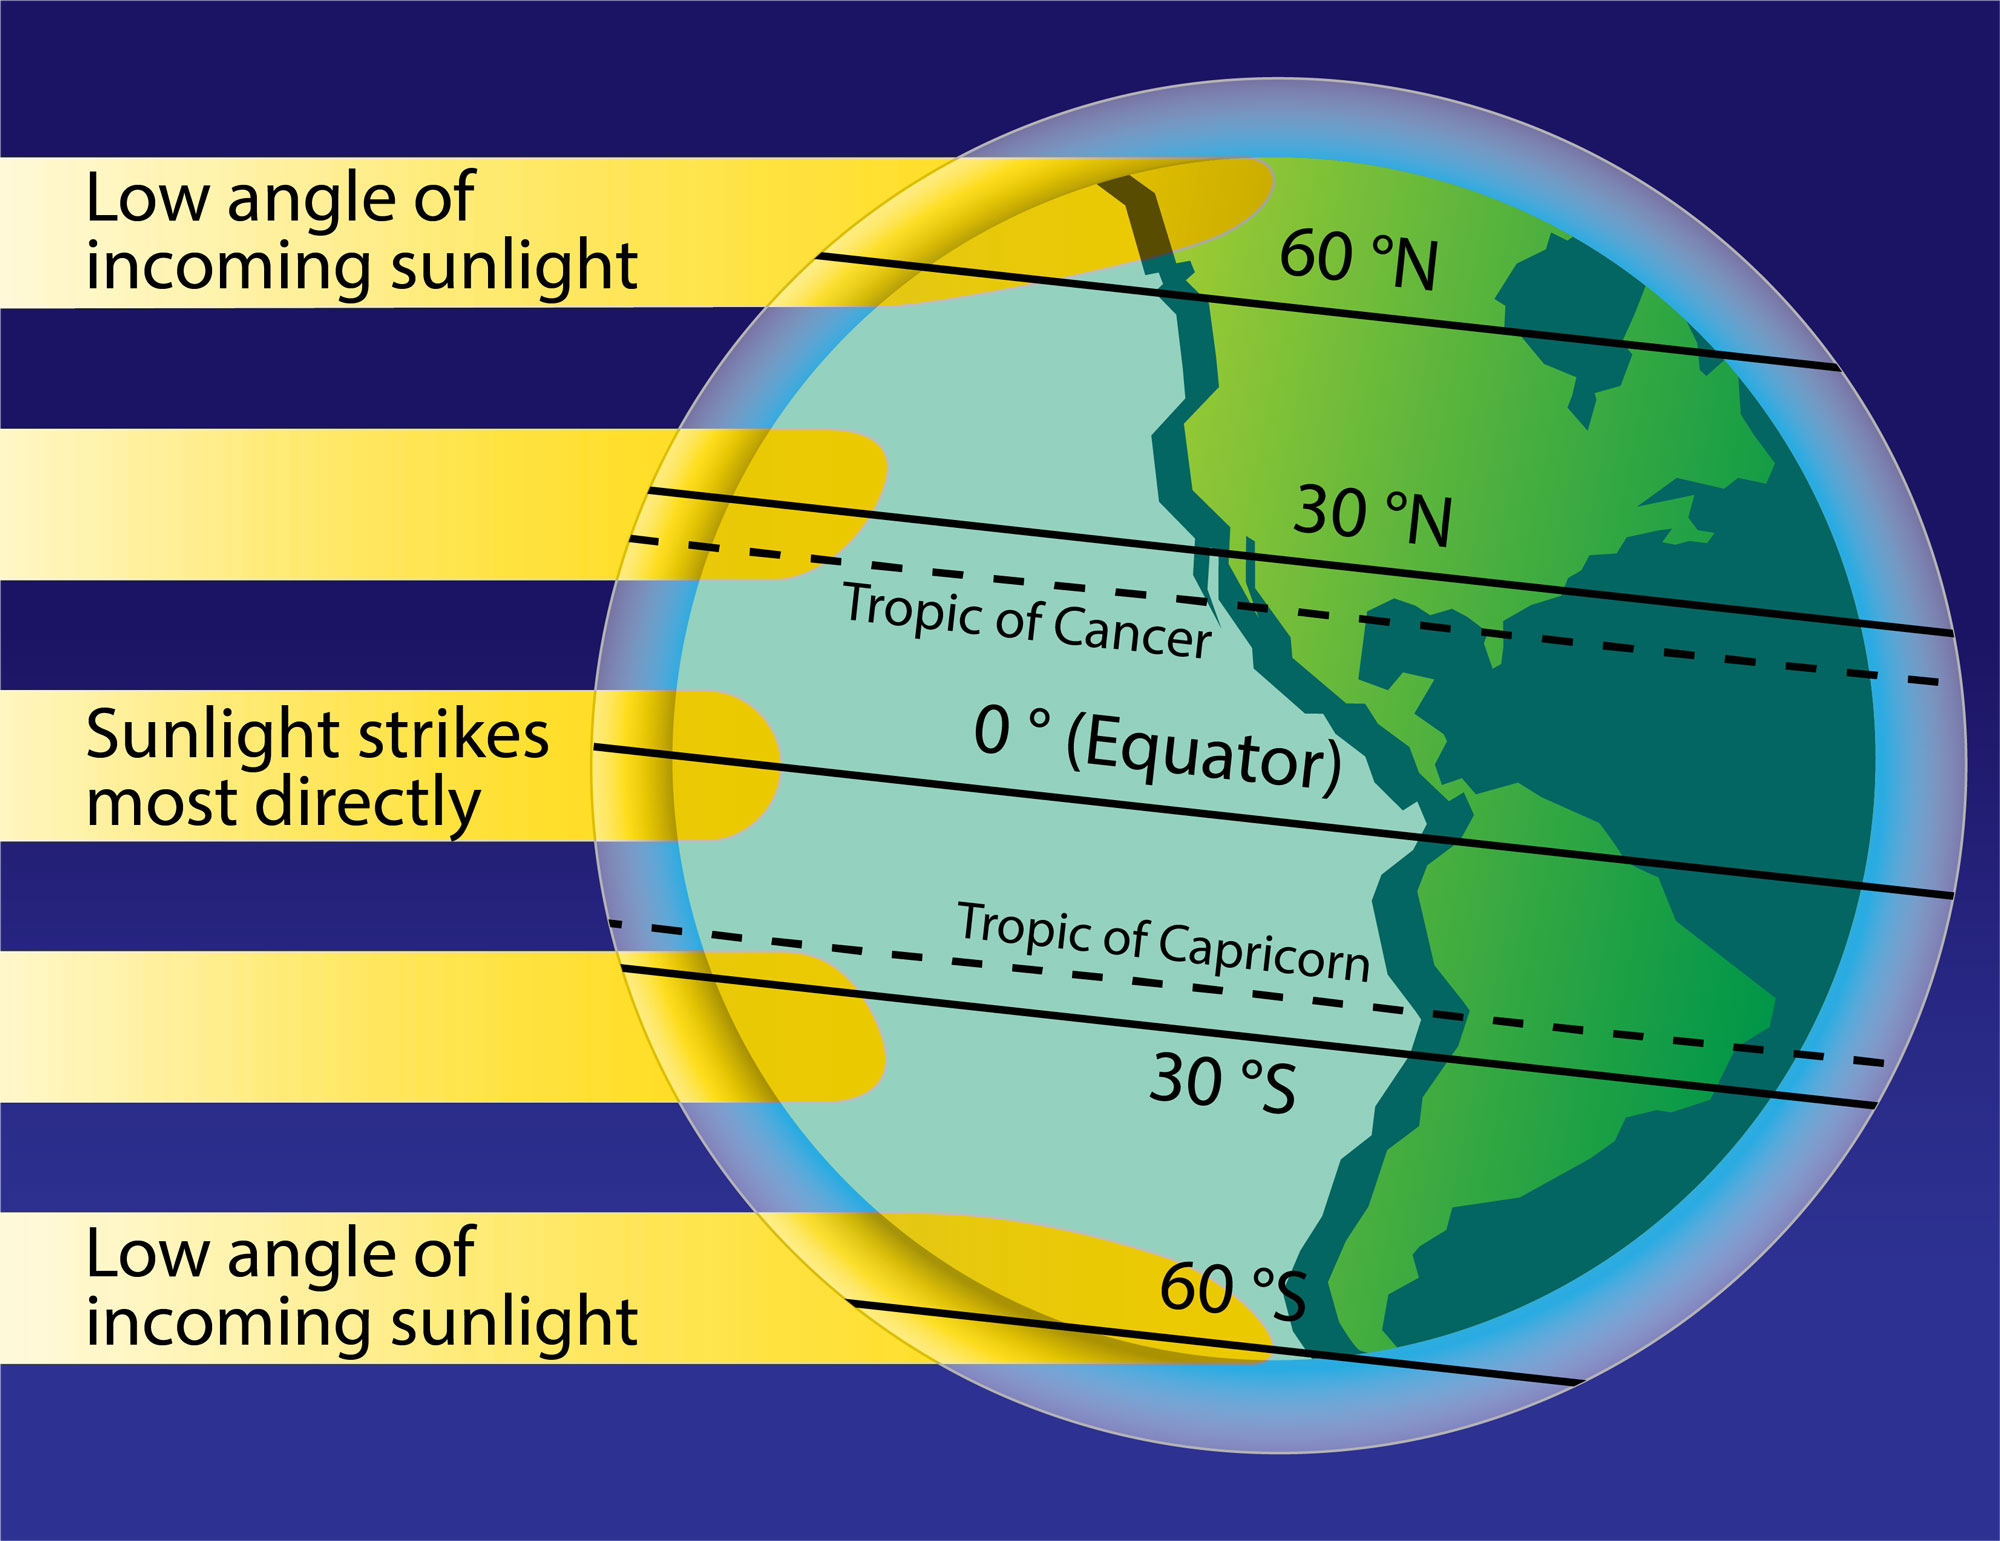 Low angle of
incoming sunlight
60 °N
30 °N
Tropic of Cancer
Sunlight strikes
most directly
0 ° (Equator)
Tropic of Capricorn
30 °S
Low angle of
incoming sunlight
60 °S